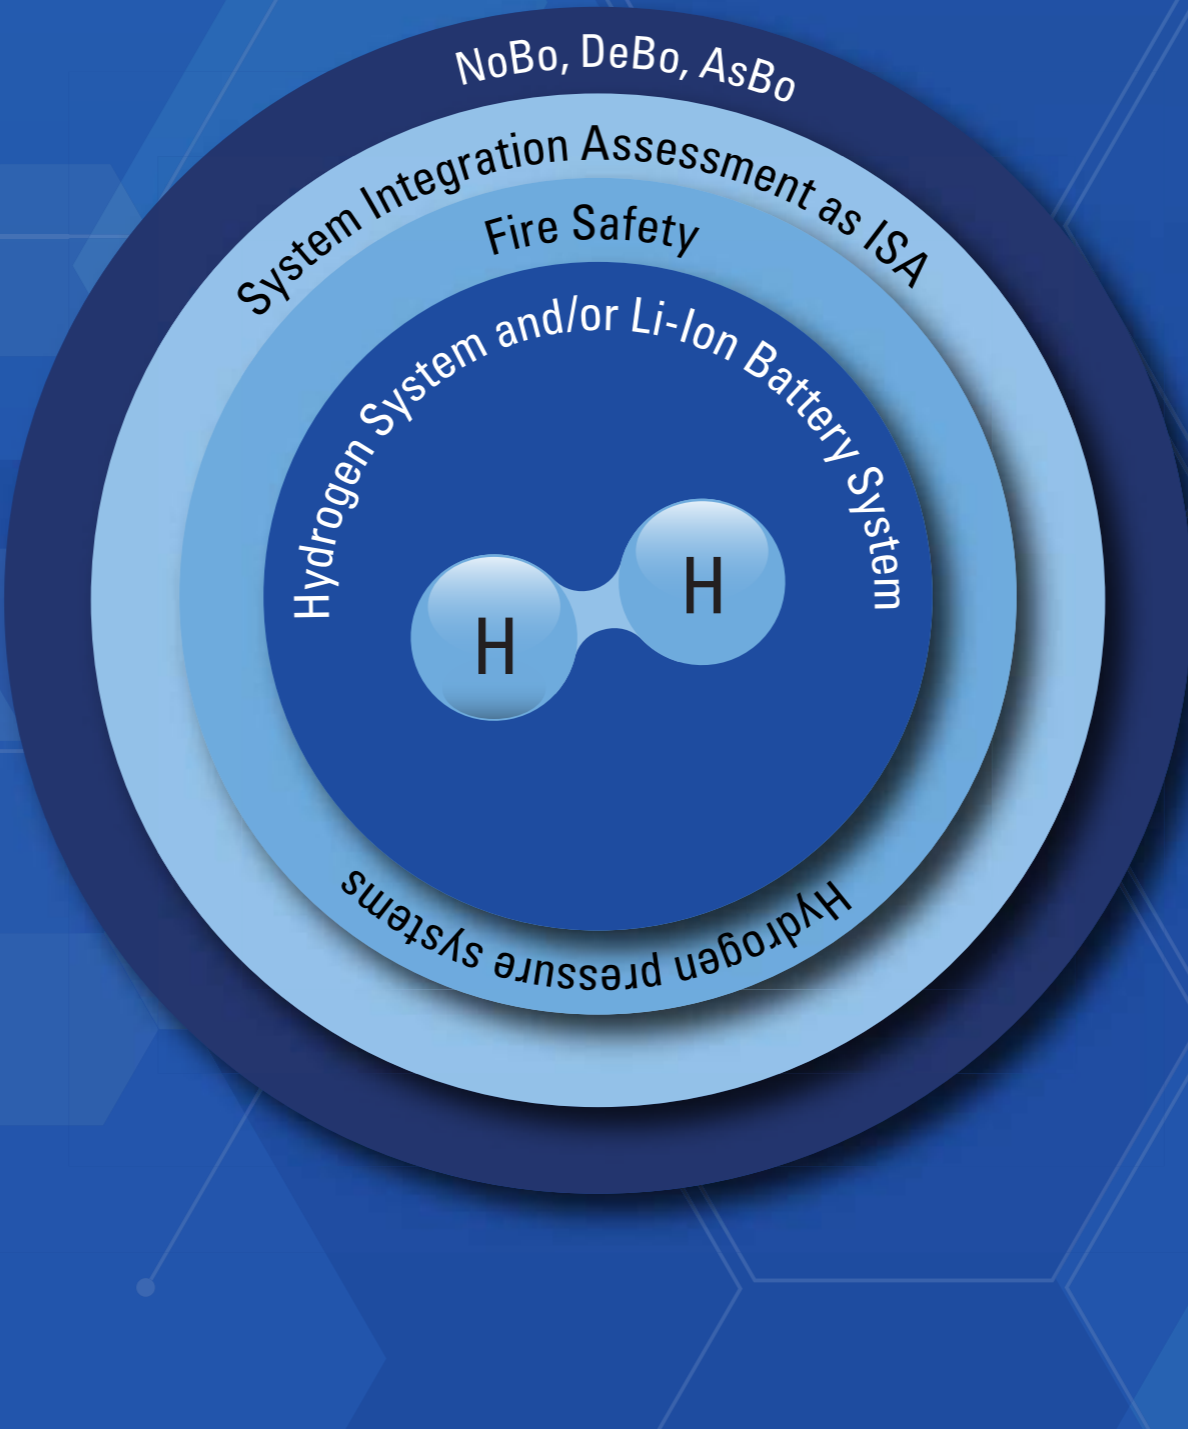 NoBo, DeBo, AsBo
System Integration Assessment as ISA
Fire Safety
Hydrogen System and/or Li-Ion Battery System
H
H
Hydrogen pressure systems